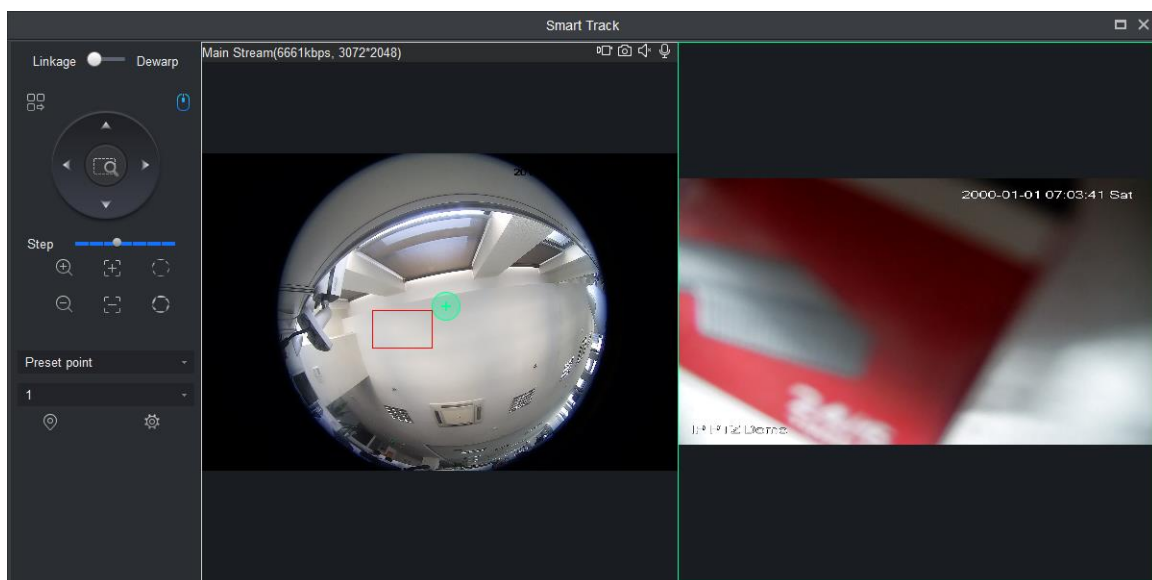 Smart Track
Linkage Dewarp
Main Stream(6661kbps, 3072*2048)
Step
Preset point
1
2000-01-01 07:03:41 Sat
IP PTZ Demo